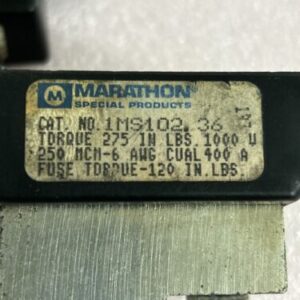 M MARATHON®
SPECIAL PRODUCTS
CAT. NO. 1MS102.36
TORQUE 275 IN LBS. 1000 V
250 MCM-6 AWG CUAL 400 A
FUSE TORQUE-120 IN.LBS.